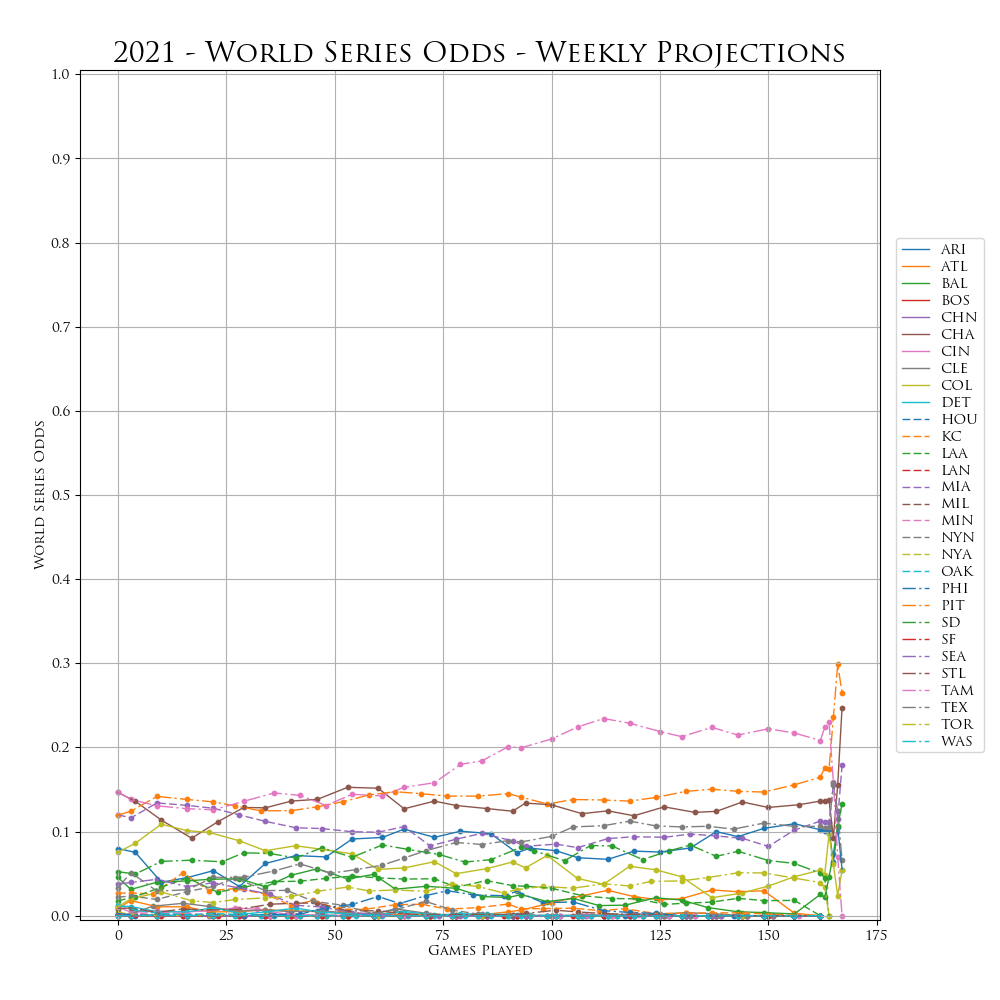 2021 - World Series Odds - Weekly Projections
1.0
0.9
0.8
0.7
0.6
0.5
0.4
0.3
0.2
0.1
0.0
World Series Odds
0 25 50 75 100 125 150 175
Games Played
ARI
ATL
BAL
BOS
CHN
CHA
CIN
CLE
COL
DET
HOU
KC
LAA
LAN
MIA
MIL
MIN
NYN
NYA
OAK
PHI
PIT
SD
SF
SEA
STL
TAM
TEX
TOR
WAS